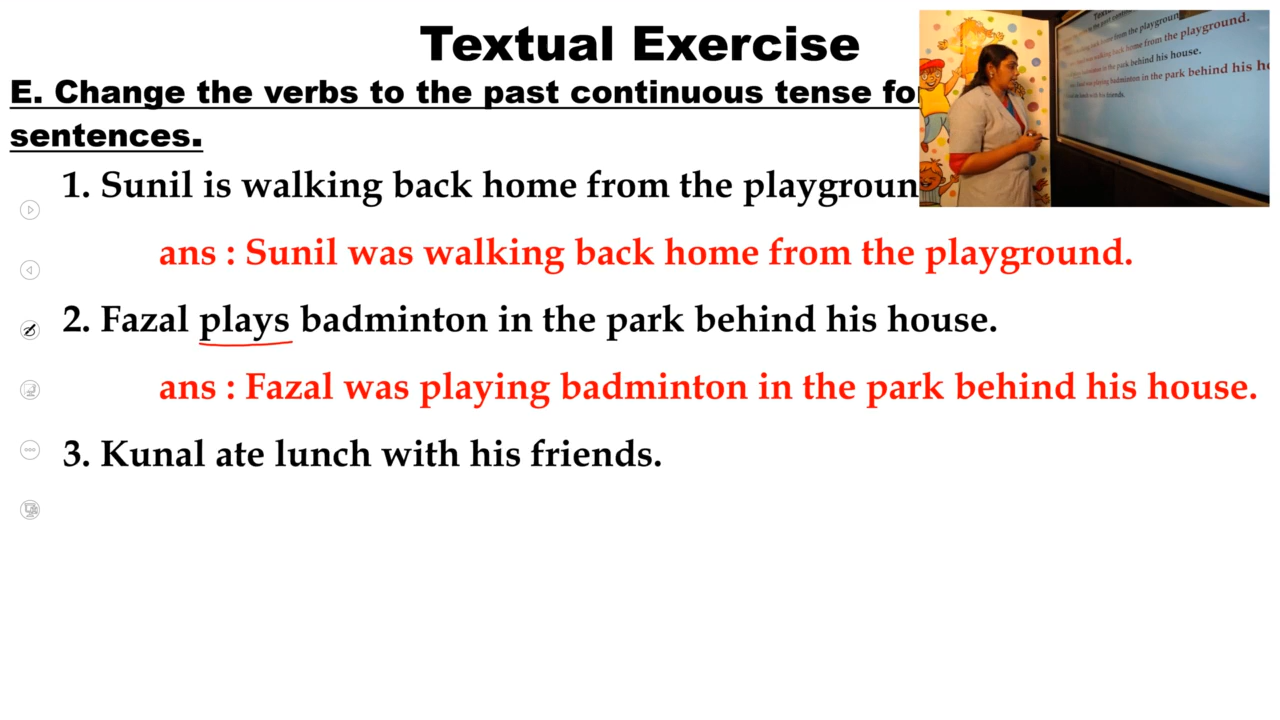 Textual Exercise
E. Change the verbs to the past continuous tense for
sentences.
1. Sunil is walking back home from the playgroun
ans : Sunil was walking back home from the playground.
2. Fazal plays badminton in the park behind his house.
ans : Fazal was playing badminton in the park behind his house.
3. Kunal ate lunch with his friends.